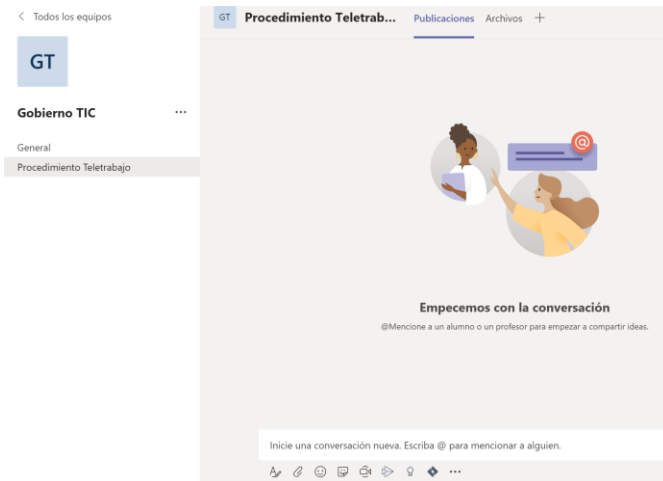 Todos los equipos
GT
Gobierno TIC ...
General
Procedimiento Teletrabajo
GT Procedimiento Teletrab... Publicaciones Archivos +
@
Empecemos con la conversación
@Mencione a un alumno o un profesor para empezar a compartir ideas.
Inicie una conversación nueva. Escriba @ para mencionar a alguien.